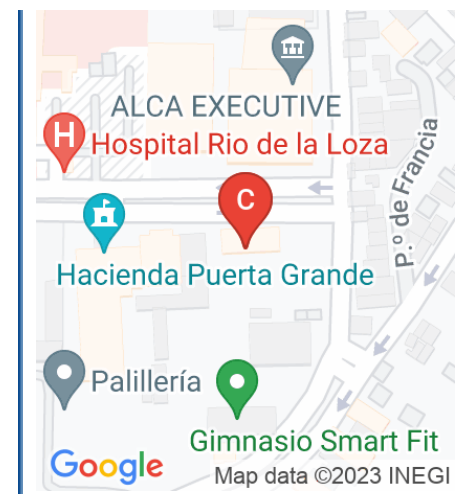 ALCA EXECUTIVE
H
Hospital Rio de la Loza
P.º de Francia
C
Hacienda Puerta Grande
Palillería
Gimnasio Smart Fit
Google
Map data ©2023 INEGI